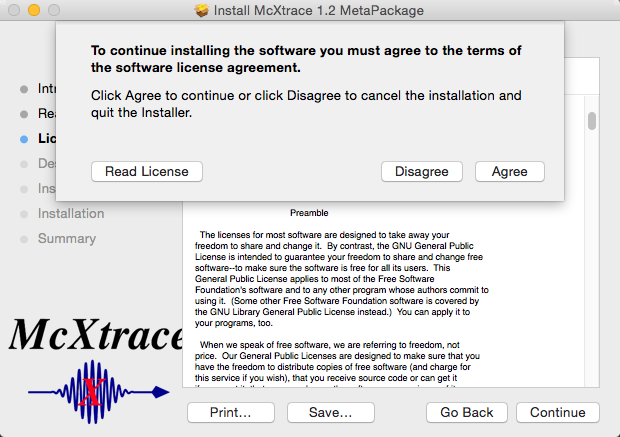 Install McXtrace 1.2 MetaPackage
To continue installing the software you must agree to the terms of
the software license agreement.
Click Agree to continue or click Disagree to cancel the installation and
quit the Installer.
Read License
Disagree
Agree
Installation
Summary
Preamble
The licenses for most software are designed to take away your
freedom to share and change it. By contrast, the GNU General Public
License is intended to guarantee your freedom to share and change free
software--to make sure the software is free for all its users. This
General Public License applies to most of the Free Software
Foundation's software and to any other program whose authors commit to
using it. (Some other Free Software Foundation software is covered by
the GNU Library General Public License instead.) You can apply it to
your programs, too.
When we speak of free software, we are referring to freedom, not
price. Our General Public Licenses are designed to make sure that you
have the freedom to distribute copies of free software (and charge for
this service if you wish), that you receive source code or can get it
McXtrace
X
Print...
Save...
Go Back
Continue